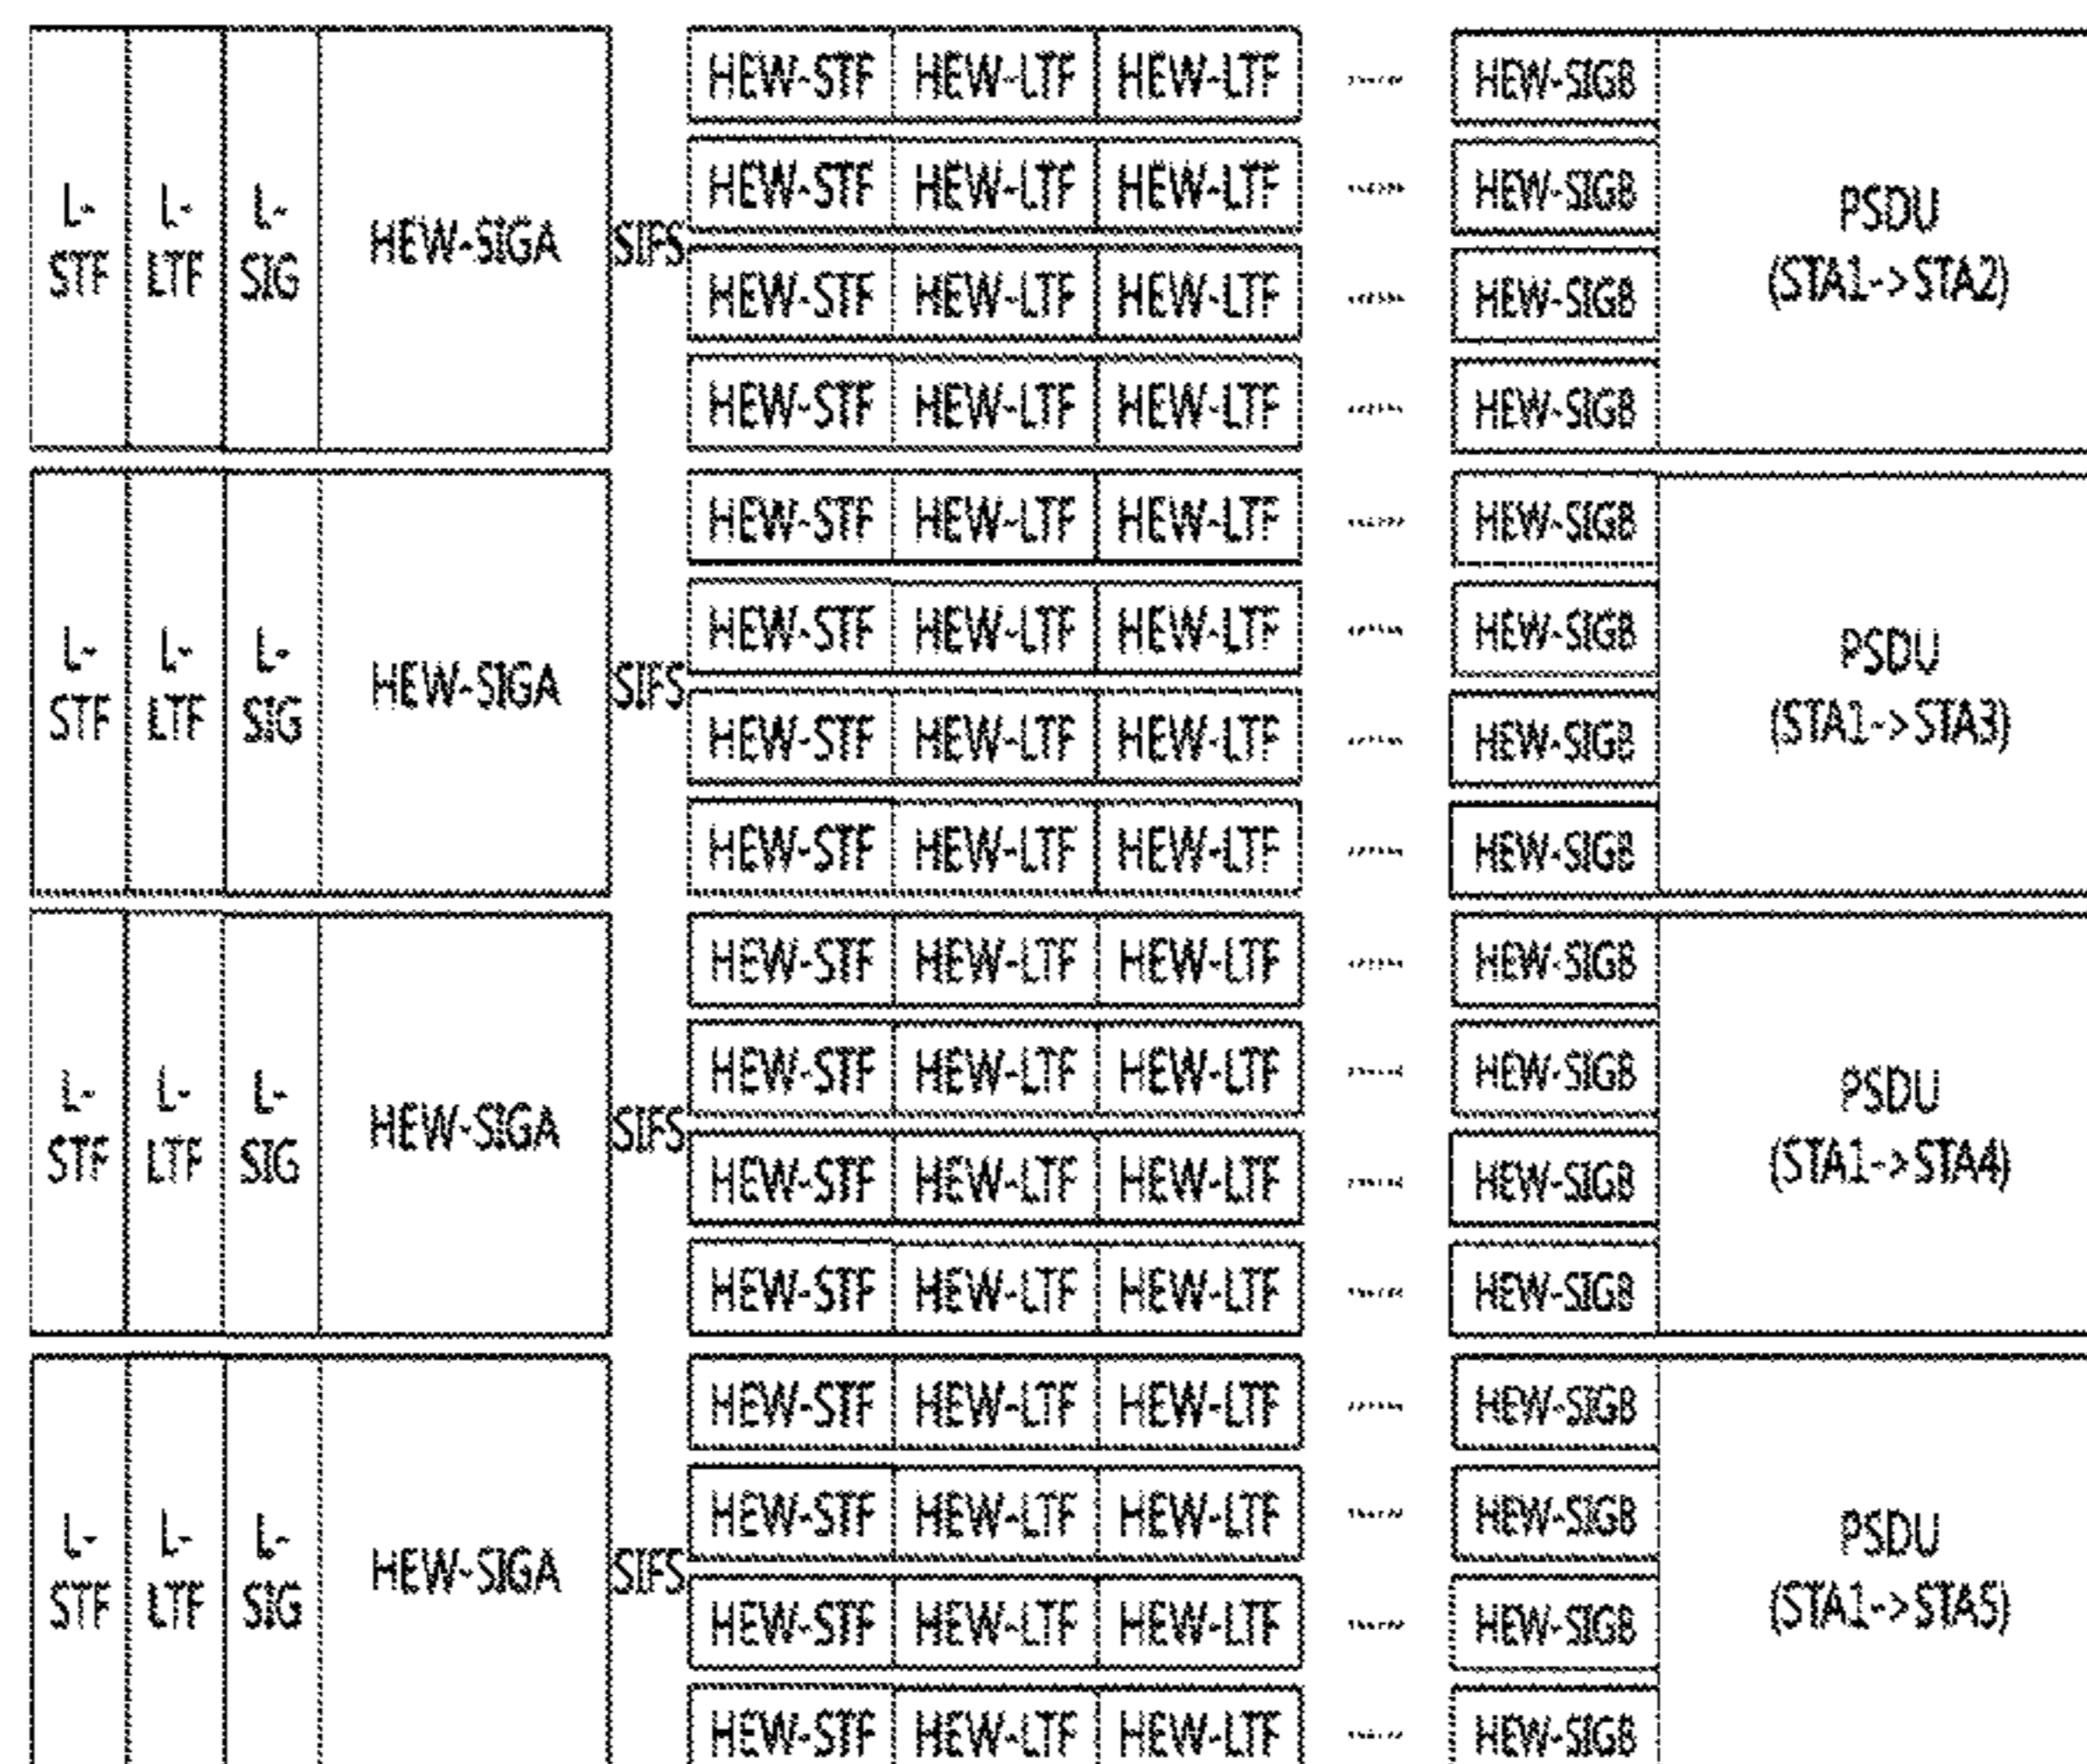 HEW-STF HEW-LTF HEW-LTF ...... HEW-SIGB
HEW-STF HEW-LTF HEW-LTF ...... HEW-SIGB
L-
STF
L-
LTF
L-
SIG
HEW-SIGA
SIFS
PSDU
(STA1->STA2)
HEW-STF HEW-LTF HEW-LTF ...... HEW-SIGB
HEW-STF HEW-LTF HEW-LTF ...... HEW-SIGB
HEW-STF HEW-LTF HEW-LTF ...... HEW-SIGB
HEW-STF HEW-LTF HEW-LTF ...... HEW-SIGB
L-
STF
L-
LTF
L-
SIG
HEW-SIGA
SIFS
PSDU
(STA1->STA3)
HEW-STF HEW-LTF HEW-LTF ...... HEW-SIGB
HEW-STF HEW-LTF HEW-LTF ...... HEW-SIGB
HEW-STF HEW-LTF HEW-LTF ...... HEW-SIGB
HEW-STF HEW-LTF HEW-LTF ...... HEW-SIGB
L-
STF
L-
LTF
L-
SIG
HEW-SIGA
SIFS
PSDU
(STA1->STA4)
HEW-STF HEW-LTF HEW-LTF ...... HEW-SIGB
HEW-STF HEW-LTF HEW-LTF ...... HEW-SIGB
HEW-STF HEW-LTF HEW-LTF ...... HEW-SIGB
HEW-STF HEW-LTF HEW-LTF ...... HEW-SIGB
L-
STF
L-
LTF
L-
SIG
HEW-SIGA
SIFS
PSDU
(STA1->STA5)
HEW-STF HEW-LTF HEW-LTF ...... HEW-SIGB
HEW-STF HEW-LTF HEW-LTF ...... HEW-SIGB